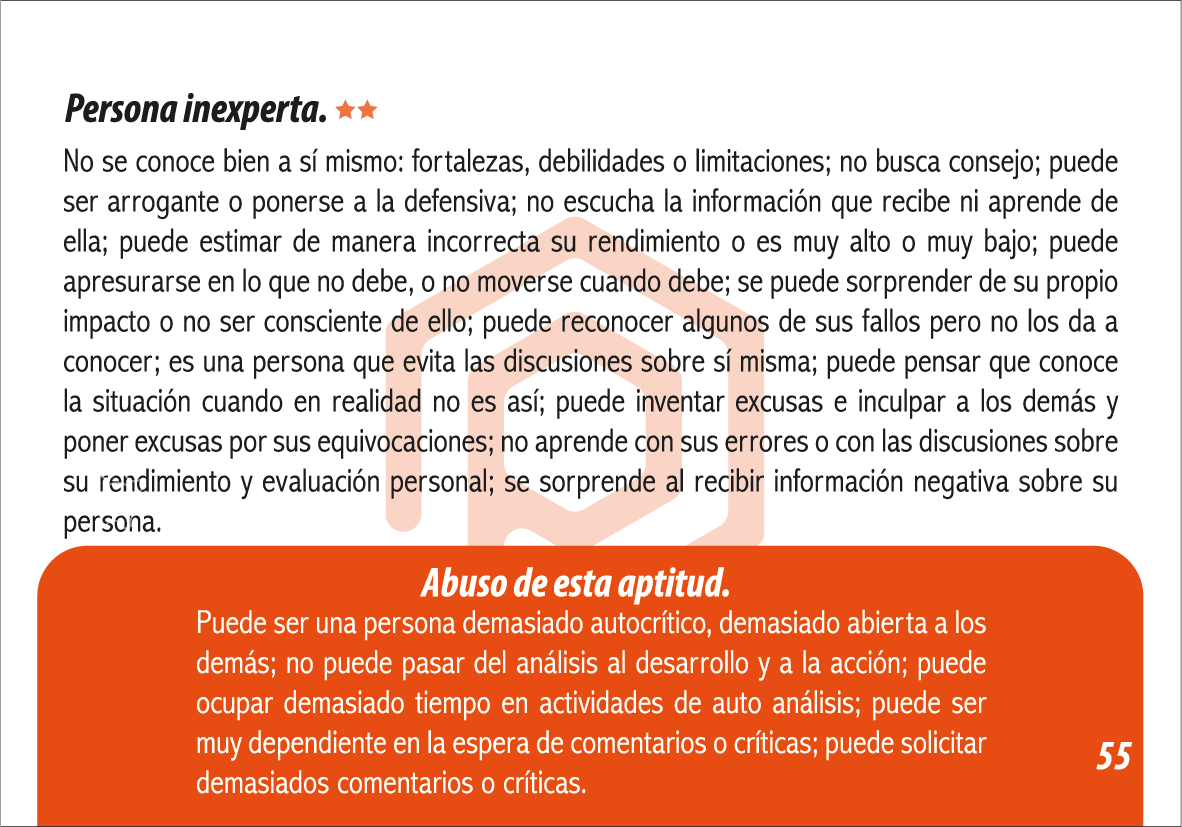 Persona inexperta.
No se conoce bien a sí mismo: fortalezas, debilidades o limitaciones; no busca consejo; puede
ser arrogante o ponerse a la defensiva; no escucha la información que recibe ni aprende de
ella; puede estimar de manera incorrecta su rendimiento o es muy alto o muy bajo; puede
apresurarse en lo que no debe, o no moverse cuando debe; se puede sorprender de su propio
impacto o no ser consciente de ello; puede reconocer algunos de sus fallos pero no los da a
conocer; es una persona que evita las discusiones sobre sí misma; puede pensar que conoce
la situación cuando en realidad no es así; puede inventar excusas e inculpar a los demás y
poner excusas por sus equivocaciones; no aprende con sus errores o con las discusiones sobre
su rendimiento y evaluación personal; se sorprende al recibir información negativa sobre su
persona.
Abuso de esta aptitud.
Puede ser una persona demasiado autocrítico, demasiado abierta a los
demás; no puede pasar del análisis al desarrollo y a la acción; puede
ocupar demasiado tiempo en actividades de auto análisis; puede ser
muy dependiente en la espera de comentarios o críticas; puede solicitar
demasiados comentarios o críticas.
55